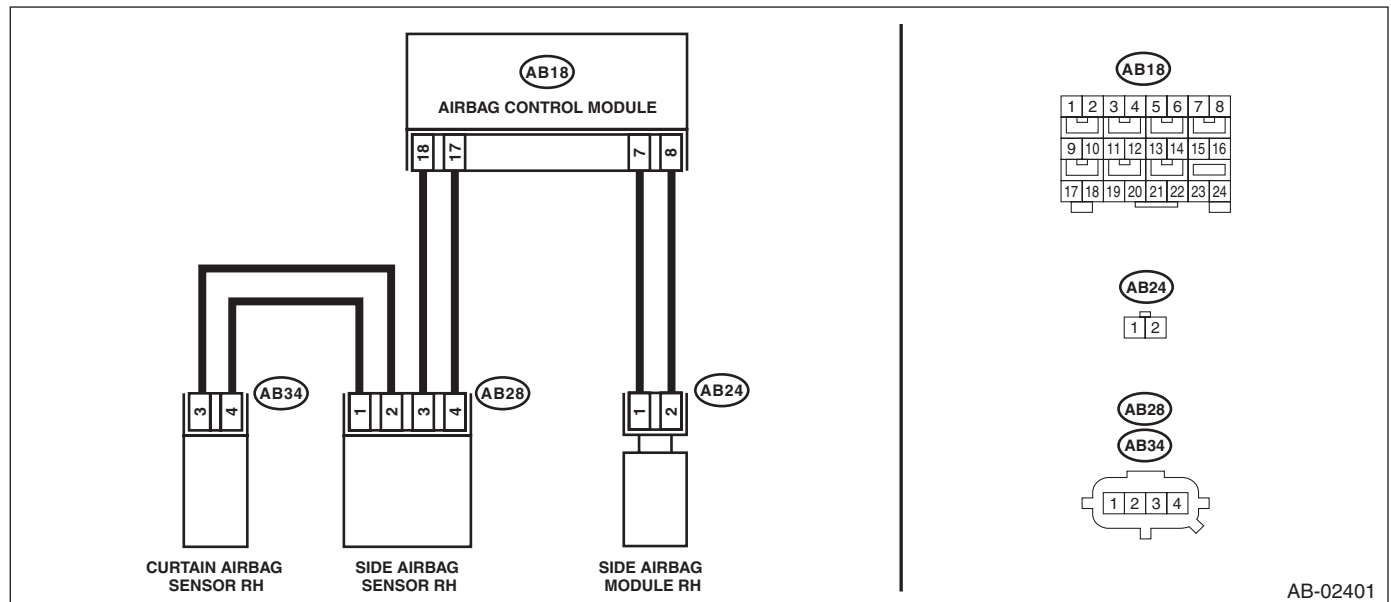 AB18
AIRBAG CONTROL MODULE
18 17 7 8
AB34
3 4
AB28
1 2 3 4
AB24
1 2
CURTAIN AIRBAG
SENSOR RH
SIDE AIRBAG
SENSOR RH
SIDE AIRBAG
MODULE RH
AB18
1 2 3 4 5 6 7 8
9 10 11 12 13 14 15 16
17 18 19 20 21 22 23 24
AB24
1 2
AB28
AB34
1 2 3 4
AB-02401